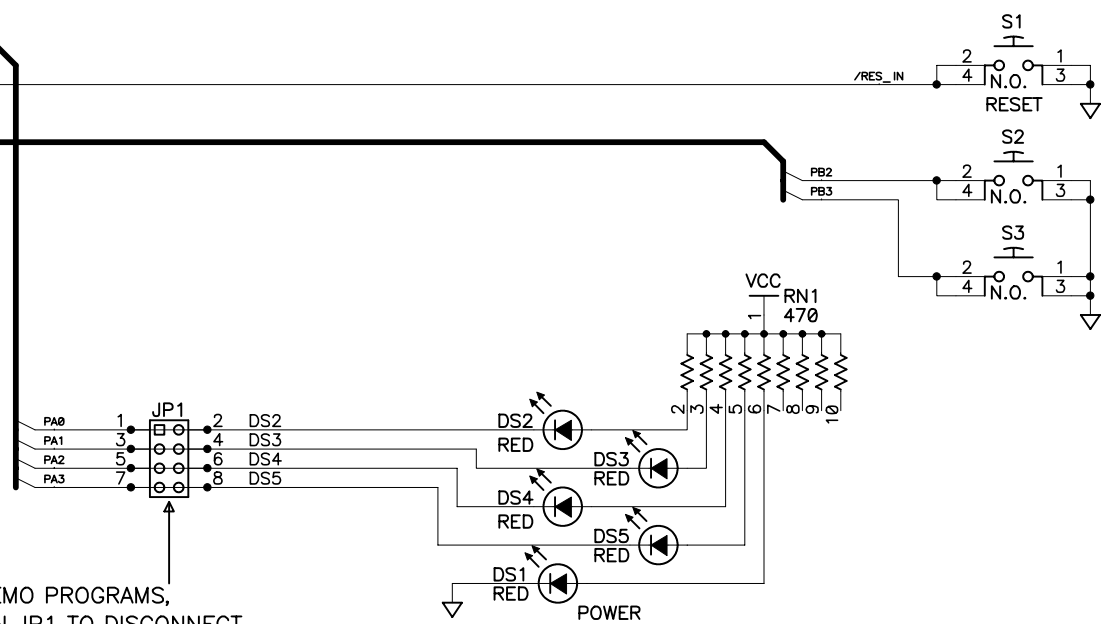 S1
2 1
/RES_IN
4 N.O. 3
RESET
S2
PB2 2 1
PB3 4 N.O. 3
S3
2 1
4 N.O. 3
VCC
RN1
1 470
2 3 4 5 6 7 8 9 10
JP1
PA0 1 2 DS2
PA1 3 4 DS3
PA2 5 6 DS4
PA3 7 8 DS5
DS2
RED
DS3
RED
DS4
RED
DS5
RED
DS1
RED
POWER
EMO PROGRAMS,
JP1 TO DISCONNECT